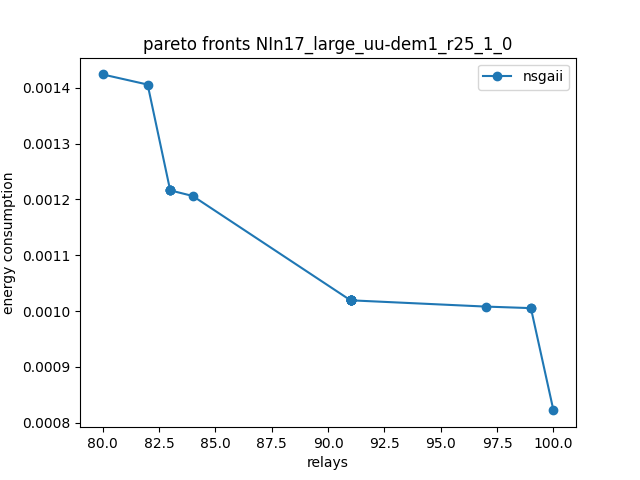 pareto fronts NIn17_large_uu-dem1_r25_1_0
nsgaii
0.0014
0.0013
0.0012
0.0011
0.0010
0.0009
0.0008
energy consumption
80.0 82.5 85.0 87.5 90.0 92.5 95.0 97.5 100.0
relays